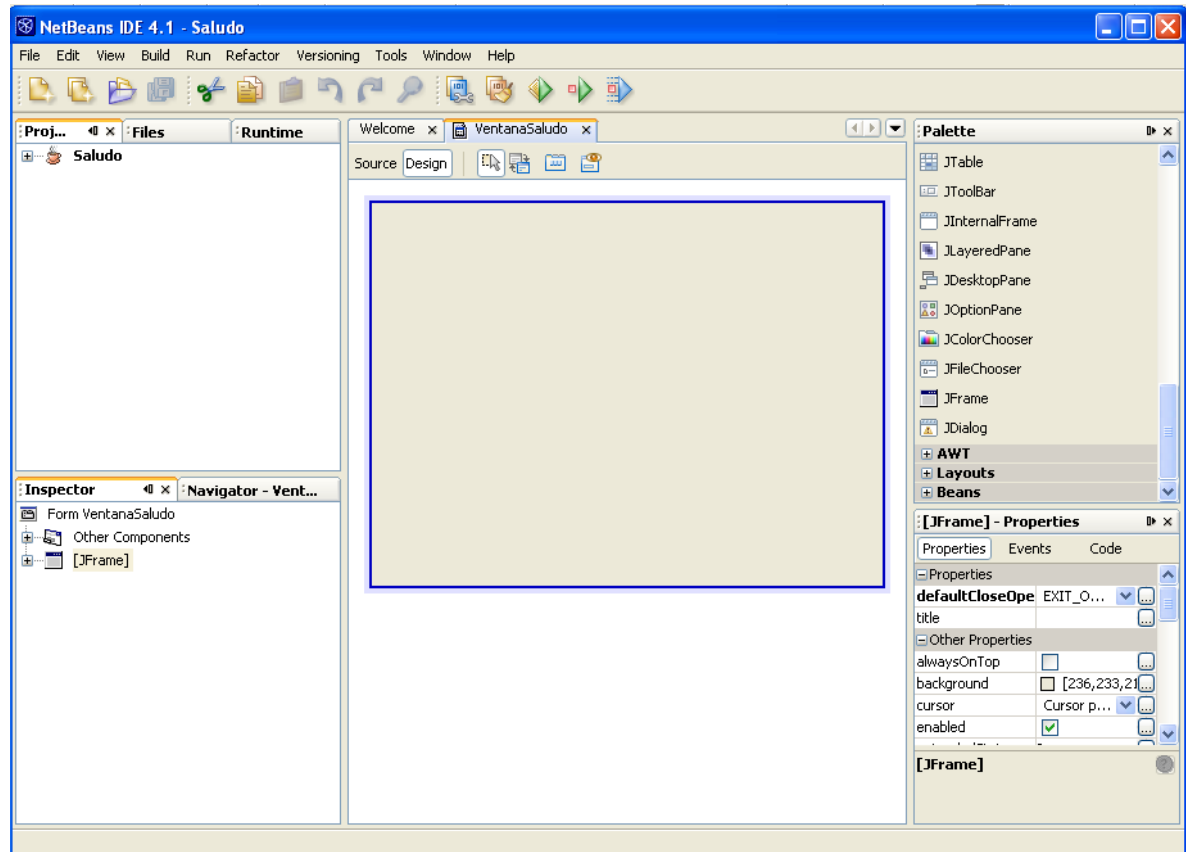 NetBeans IDE 4.1 - Saludo
File Edit View Build Run Refactor Versioning Tools Window Help
Proj... Files Runtime
Saludo
Inspector Navigator - Vent...
Form VentanaSaludo
Other Components
[JFrame]
Welcome VentanaSaludo
Source Design
Palette
JTable
JToolBar
JInternalFrame
JLayeredPane
JDesktopPane
JOptionPane
JColorChooser
JFileChooser
JFrame
JDialog
AWT
Layouts
Beans
[JFrame] - Properties
Properties Events Code
Properties
defaultCloseOpe EXIT_O... ...
title ...
Other Properties
alwaysOnTop ...
background [236,233,21 ...
cursor Cursor p... ...
enabled ...
[JFrame]